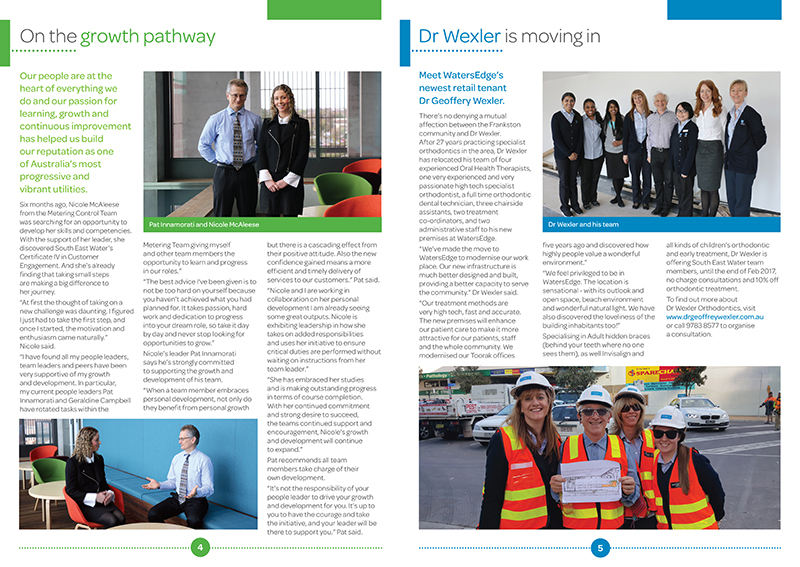 On the growth pathway
Our people are at the
heart of everything we
do and our passion for
learning, growth and
continuous improvement
has helped us build
our reputation as one
of Australia's most
progressive and
vibrant utilities.
Six months ago, Nicole McAleese
from the Metering Control Team
was searching for an opportunity to
develop her skills and competencies.
With the support of her leader, she
discovered South East Water's
Certificate IV in Customer
Engagement. And she's already
finding that taking small steps
are making a big difference to
her journey.
"At first the thought of taking on a
new challenge was daunting. I figured
I just had to take the first step, and
once I started, the motivation and
enthusiasm came naturally."
Nicole said.
"I have found all my people leaders,
team leaders and peers have been
very supportive of my growth
and development. In particular,
my current people leaders Pat
Innamorati and Geraldine Campbell
have rotated tasks within the
Pat Innamorati and Nicole McAleese
Metering Team giving myself
and other team members the
opportunity to learn and progress
in our roles."
"The best advice I've been given is to
not be too hard on yourself because
you haven't achieved what you had
planned for. It takes passion, hard
work and dedication to progress
into your dream role, so take it day
by day and never stop looking for
opportunities to grow."
Nicole's leader Pat Innamorati
says he's strongly committed
to supporting the growth and
development of his team.
"When a team member embraces
personal development, not only do
they benefit from personal growth
but there is a cascading effect from
their positive attitude. Also the new
confidence gained means a more
efficient and timely delivery of
services to our customers." Pat said.
"Nicole and I are working in
collaboration on her personal
development I am already seeing
some great outputs. Nicole is
exhibiting leadership in how she
takes on added responsibilities
and uses her initiative to ensure
critical duties are performed without
waiting on instructions from her
team leader."
"She has embraced her studies
and is making outstanding progress
in terms of course completion.
With her continued commitment
and strong desire to succeed,
the teams continued support and
encouragement, Nicole's growth
and development will continue
to expand."
Pat recommends all team
members take charge of their
own development.
"It's not the responsibility of your
people leader to drive your growth
and development for you. It's up to
you to have the courage and take
the initiative, and your leader will be
there to support you." Pat said.
4
Dr Wexler is moving in
Meet WatersEdge's
newest retail tenant
Dr Geoffery Wexler.
There's no denying a mutual
affection between the Frankston
community and Dr Wexler.
After 27 years practicing specialist
orthodontics in the area, Dr Wexler
has relocated his team of four
experienced Oral Health Therapists,
one very experienced and very
passionate high tech specialist
orthodontist, a full time orthodontic
dental technician, three chairside
assistants, two treatment
co-ordinators, and two
administrative staff to his new
premises at WatersEdge.
"We've made the move to
WatersEdge to modernise our work
place. Our new infrastructure is
much better designed and built,
providing a better capacity to serve
the community." Dr Wexler said.
"Our treatment methods are
very high tech, fast and accurate.
The new premises will enhance
our patient care to make it more
attractive for our patients, staff
and the whole community. We
modernised our Toorak offices
Dr Wexler and his team
five years ago and discovered how
highly people value a wonderful
environment."
"We feel privileged to be in
WatersEdge. The location is
sensational - with its outlook and
open space, beach environment
and wonderful natural light. We have
also discovered the loveliness of the
building inhabitants too!"
Specialising in Adult hidden braces
(behind your teeth where no one
sees them), as well Invisalign and
all kinds of children's orthodontic
and early treatment, Dr Wexler is
offering South East Water team
members, until the end of Feb 2017,
no charge consultations and 10% off
orthodontic treatment.
To find out more about
Dr Wexler Orthodontics, visit
www.drgeoffreywexler.com.au
or call 9783 8577 to organise
a consultation.
Pathology
5